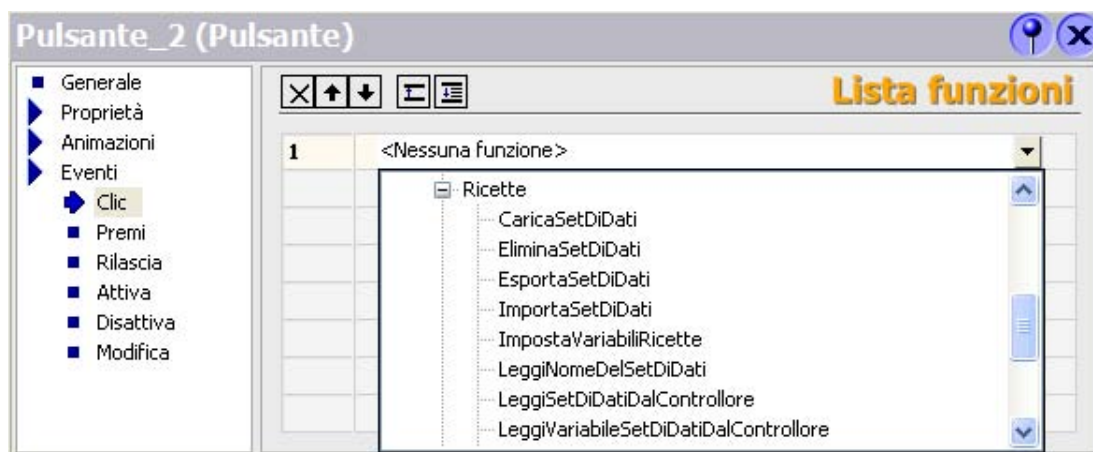 Pulsante_2 (Pulsante)
Generale
Proprietà
Animazioni
Eventi
Clic
Premi
Rilascia
Attiva
Disattiva
Modifica
Lista funzioni
1 <Nessuna funzione>
Ricette
CaricaSetDiDati
EliminaSetDiDati
EsportaSetDiDati
ImportaSetDiDati
ImpostaVariabiliRicette
LeggiNomeDelSetDiDati
LeggiSetDiDatiDalControllore
LeggiVariabileSetDiDatiDalControllore